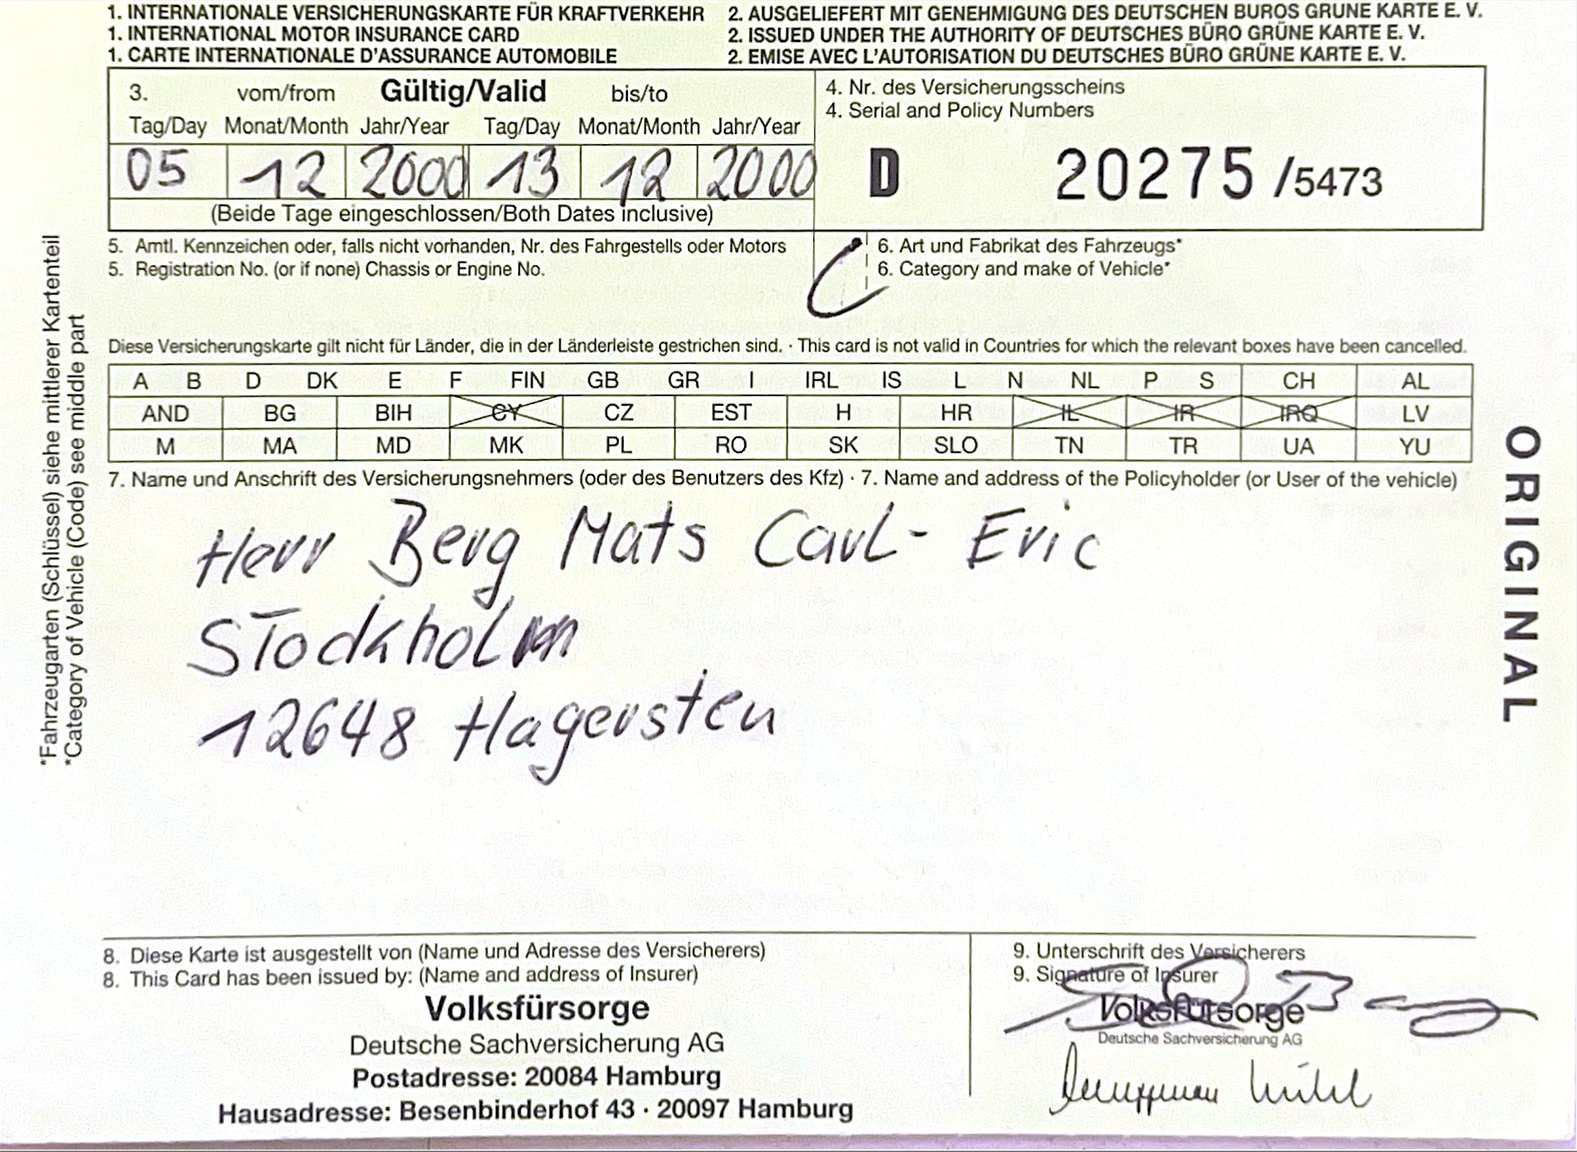 1. INTERNATIONALE VERSICHERUNGSKARTE FÜR KRAFTVERKEHR
1. INTERNATIONAL MOTOR INSURANCE CARD
1. CARTE INTERNATIONALE D'ASSURANCE AUTOMOBILE
2. AUSGELIEFERT MIT GENEHMIGUNG DES DEUTSCHEN BUROS GRUNE KARTE E. V.
2. ISSUED UNDER THE AUTHORITY OF DEUTSCHES BÜRO GRÜNE KARTE E. V.
2. EMISE AVEC L'AUTORISATION DU DEUTSCHES BÜRO GRÜNE KARTE E. V.
3. vom/from Gültig/Valid bis/to
Tag/Day Monat/Month Jahr/Year Tag/Day Monat/Month Jahr/Year
05 12 2000 13 12 2000
(Beide Tage eingeschlossen/Both Dates inclusive)
4. Nr. des Versicherungsscheins
4. Serial and Policy Numbers
D 20275 /5473
5. Amtl. Kennzeichen oder, falls nicht vorhanden, Nr. des Fahrgestells oder Motors
5. Registration No. (or if none) Chassis or Engine No.
6. Art und Fabrikat des Fahrzeugs*
6. Category and make of Vehicle*
Diese Versicherungskarte gilt nicht für Länder, die in der Länderleiste gestrichen sind. · This card is not valid in Countries for which the relevant boxes have been cancelled.
A B D DK E F FIN GB GR I IRL IS L N NL P S CH AL
AND BG BIH CY CZ EST H HR IL IR IRQ LV
M MA MD MK PL RO SK SLO TN TR UA YU
7. Name und Anschrift des Versicherungsnehmers (oder des Benutzers des Kfz) · 7. Name and address of the Policyholder (or User of the vehicle)
Herr Berg Mats Carl-Eric
Stockholm
12648 Hagersten
8. Diese Karte ist ausgestellt von (Name und Adresse des Versicherers)
8. This Card has been issued by: (Name and address of Insurer)
Volksfürsorge
Deutsche Sachversicherung AG
Postadresse: 20084 Hamburg
Hausadresse: Besenbinderhof 43 · 20097 Hamburg
9. Unterschrift des Versicherers
9. Signature of Insurer
Volksfürsorge
Deutsche Sachversicherung AG
*Fahrzeugarten (Schlüssel) siehe mittlerer Kartenteil
*Category of Vehicle (Code) see middle part
ORIGINAL